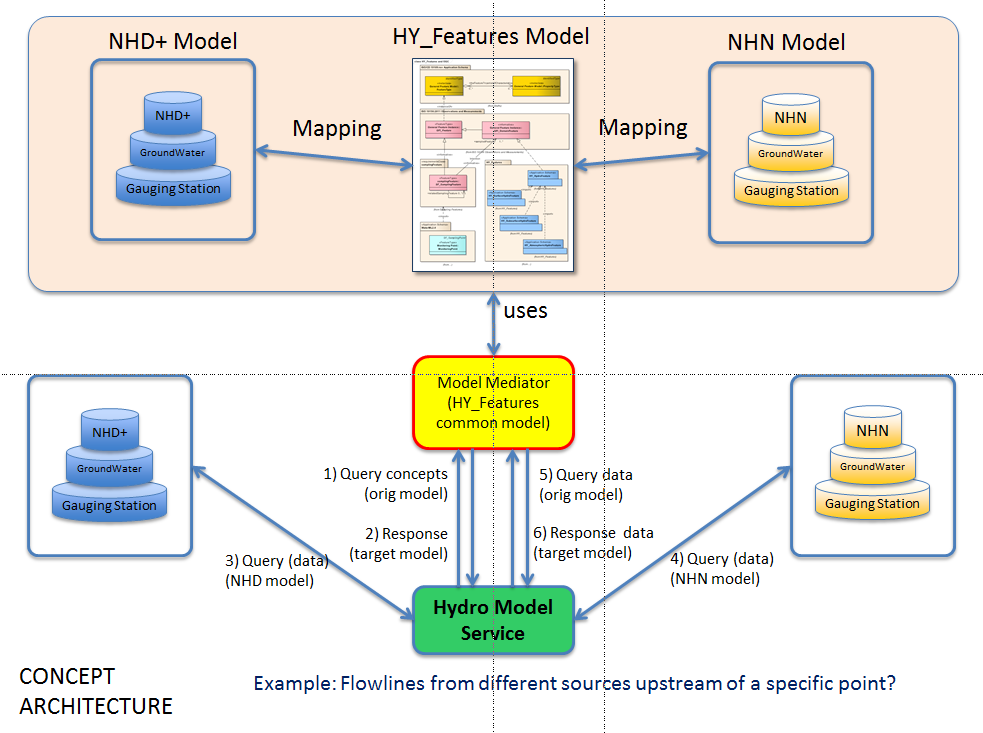 NHD+ Model
HY_Features Model
NHN Model
NHD+
GroundWater
Gauging Station
Mapping
Mapping
NHN
GroundWater
Gauging Station
uses
Model Mediator
(HY_Features
common model)
NHD+
GroundWater
Gauging Station
NHN
GroundWater
Gauging Station
1) Query concepts
(orig model)
2) Response
(target model)
5) Query data
(orig model)
6) Response data
(target model)
3) Query (data)
(NHD model)
4) Query (data)
(NHN model)
Hydro Model
Service
CONCEPT
ARCHITECTURE
Example: Flowlines from different sources upstream of a specific point?